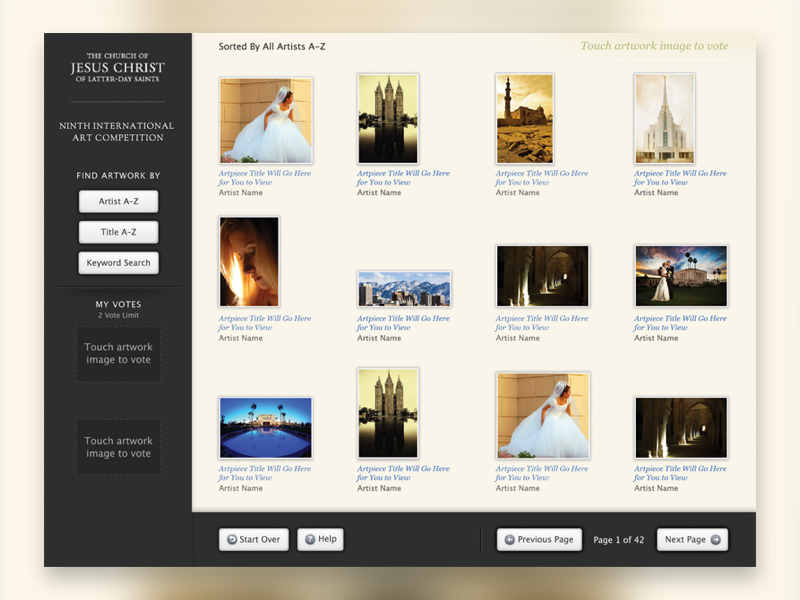 THE CHURCH OF
JESUS CHRIST
OF LATTER-DAY SAINTS
NINTH INTERNATIONAL
ART COMPETITION
FIND ARTWORK BY
Artist A-Z
Title A-Z
Keyword Search
MY VOTES
2 Vote Limit
Touch artwork
image to vote
Touch artwork
image to vote
Sorted By All Artists A-Z
Touch artwork image to vote
Artpiece Title Will Go Here
for You to View
Artist Name
Artpiece Title Will Go Here
for You to View
Artist Name
Artpiece Title Will Go Here
for You to View
Artist Name
Artpiece Title Will Go Here
for You to View
Artist Name
Artpiece Title Will Go Here
for You to View
Artist Name
Artpiece Title Will Go Here
for You to View
Artist Name
Artpiece Title Will Go Here
for You to View
Artist Name
Artpiece Title Will Go Here
for You to View
Artist Name
Artpiece Title Will Go Here
for You to View
Artist Name
Artpiece Title Will Go Here
for You to View
Artist Name
Artpiece Title Will Go Here
for You to View
Artist Name
Artpiece Title Will Go Here
for You to View
Artist Name
Start Over
? Help
Previous Page
Page 1 of 42
Next Page